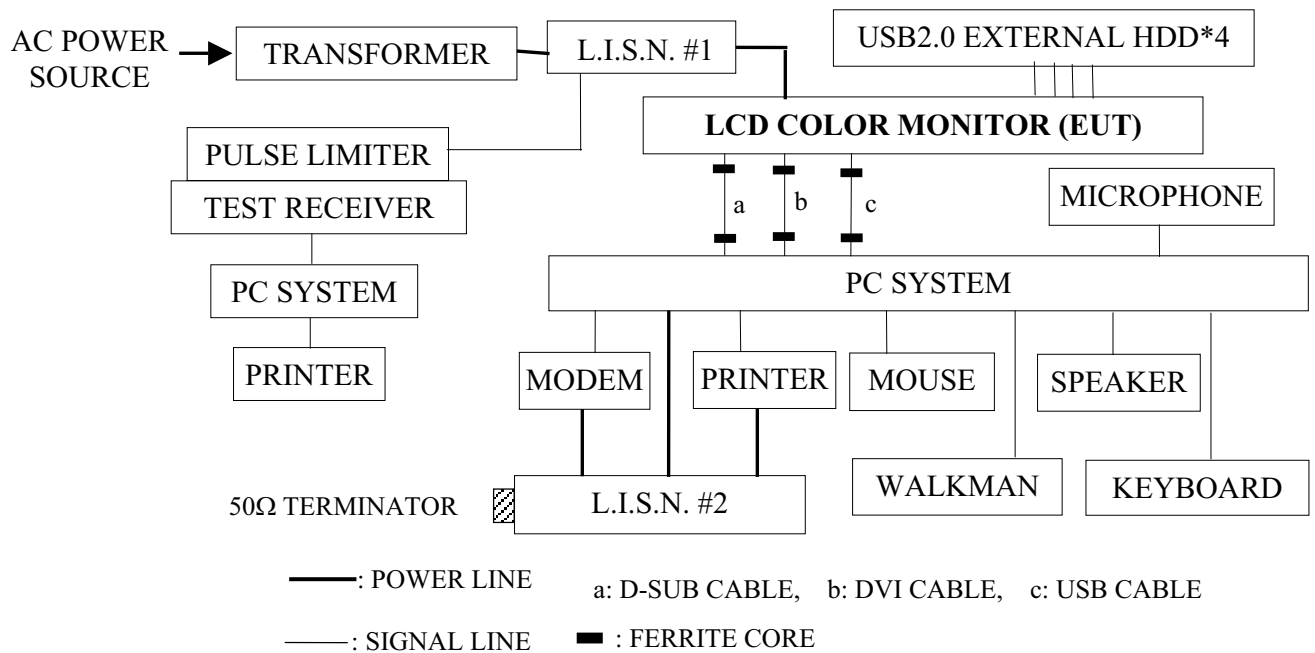 AC POWER
SOURCE
TRANSFORMER
L.I.S.N. #1
USB2.0 EXTERNAL HDD*4
LCD COLOR MONITOR (EUT)
PULSE LIMITER
TEST RECEIVER
PC SYSTEM
PRINTER
a
b
c
MICROPHONE
PC SYSTEM
MODEM
PRINTER
MOUSE
SPEAKER
WALKMAN
KEYBOARD
50Ω TERMINATOR
L.I.S.N. #2
: POWER LINE
a: D-SUB CABLE, b: DVI CABLE, c: USB CABLE
: SIGNAL LINE
: FERRITE CORE